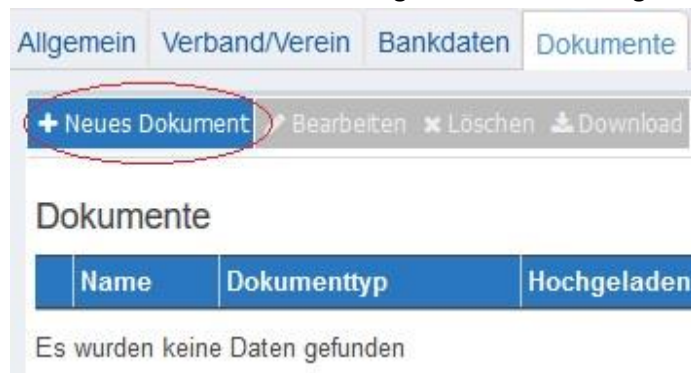 Allgemein Verband/Verein Bankdaten Dokumente
Neues Dokument Bearbeiten Löschen Download
Dokumente
Name Dokumenttyp Hochgeladen
Es wurden keine Daten gefunden